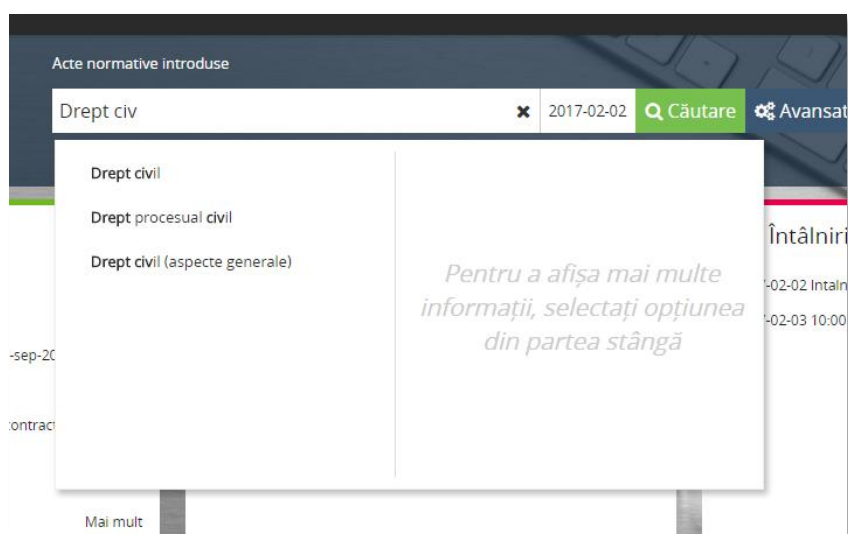 Acte normative introduse
Drept civ
2017-02-02
Căutare
Avansat
Drept civil
Drept procesual civil
Drept civil (aspecte generale)
Pentru a afișa mai multe
informații, selectați opțiunea
din partea stângă
Întâlniri
-02-02 Intaln
-02-03 10:00
-sep-20
contract
Mai mult